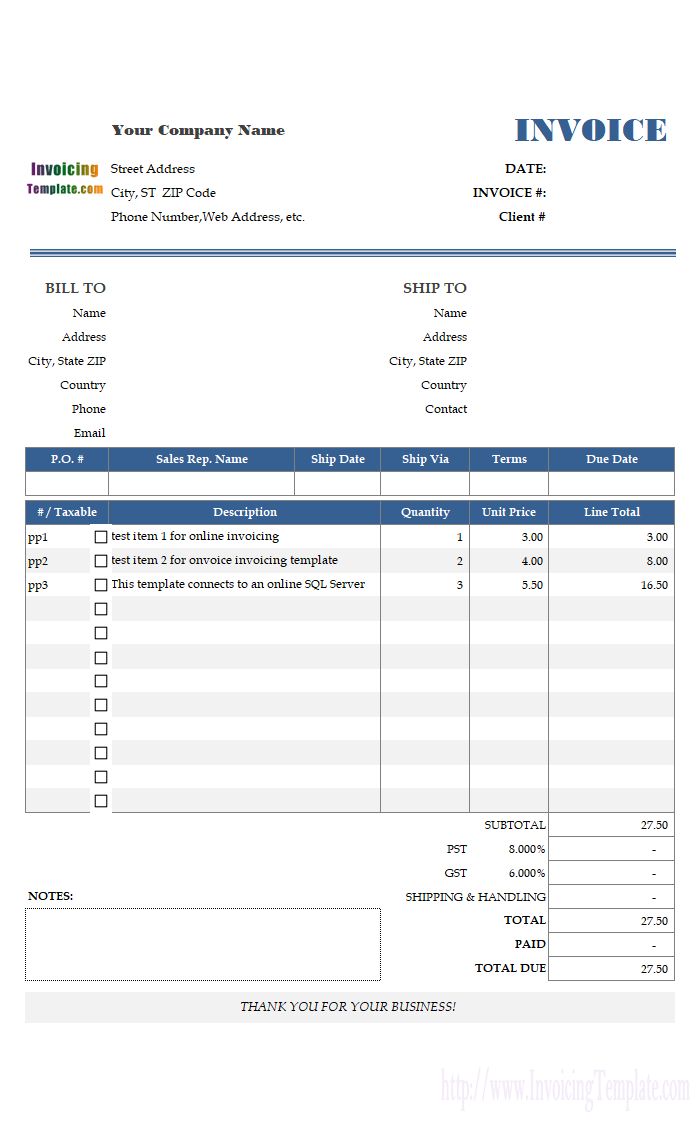 Your Company Name INVOICE
Invoicing Street Address DATE:
Template.com City, ST ZIP Code INVOICE #:
Phone Number,Web Address, etc. Client #
BILL TO SHIP TO
Name Name
Address Address
City, State ZIP City, State ZIP
Country Country
Phone Contact
Email
P.O. # Sales Rep. Name Ship Date Ship Via Terms Due Date
# / Taxable Description Quantity Unit Price Line Total
pp1 test item 1 for online invoicing 1 3.00 3.00
pp2 test item 2 for onvoice invoicing template 2 4.00 8.00
pp3 This template connects to an online SQL Server 3 5.50 16.50
SUBTOTAL 27.50
PST 8.000% -
GST 6.000% -
NOTES: SHIPPING & HANDLING -
TOTAL 27.50
PAID -
TOTAL DUE 27.50
THANK YOU FOR YOUR BUSINESS!
http://www.InvoicingTemplate.com